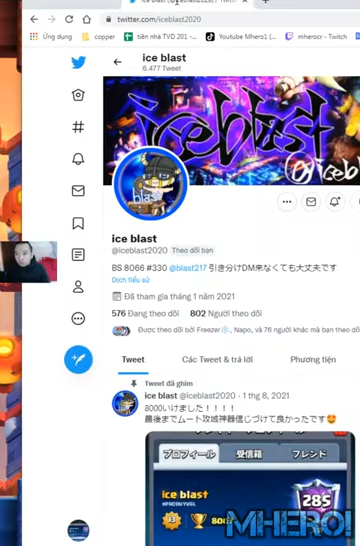 twitter.com/iceblast2020
Ứng dụng copper tiền nhà TVD 201 - ... Youtube Mhero1 (... mherocr - Twitch
ice blast
6.477 Tweet
iceblast
blast
ice blast
@iceblast2020 Theo dõi bạn
BS 8066 #330 @blast217 引き分けDM来なくても大丈夫です
Dịch tiểu sử
Đã tham gia tháng 1 năm 2021
576 Đang theo dõi 802 Người theo dõi
Được theo dõi bởi Freezer❄️, Napo, và 76 người khác mà bạn theo
Tweet Các Tweet & trả lời Phương tiện
Tweet đã ghim
ice blast @iceblast2020 · 1 thg 8, 2021
8000いけました！！！！
最後までムート攻城神器信じづけて良かったです🥰
プロフィール 受信箱 フレンド
ice blast
285
MHERO